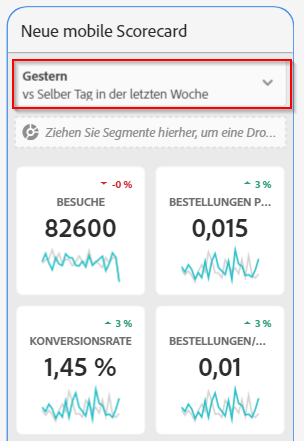 Neue mobile Scorecard
Gestern
vs Selber Tag in der letzten Woche
Ziehen Sie Segmente hierher, um eine Dro...
-0 %
3 %
BESUCHE
BESTELLUNGEN P...
82600
0,015
3 %
3 %
KONVERSIONSRATE
BESTELLUNGEN/...
1,45 %
0,01